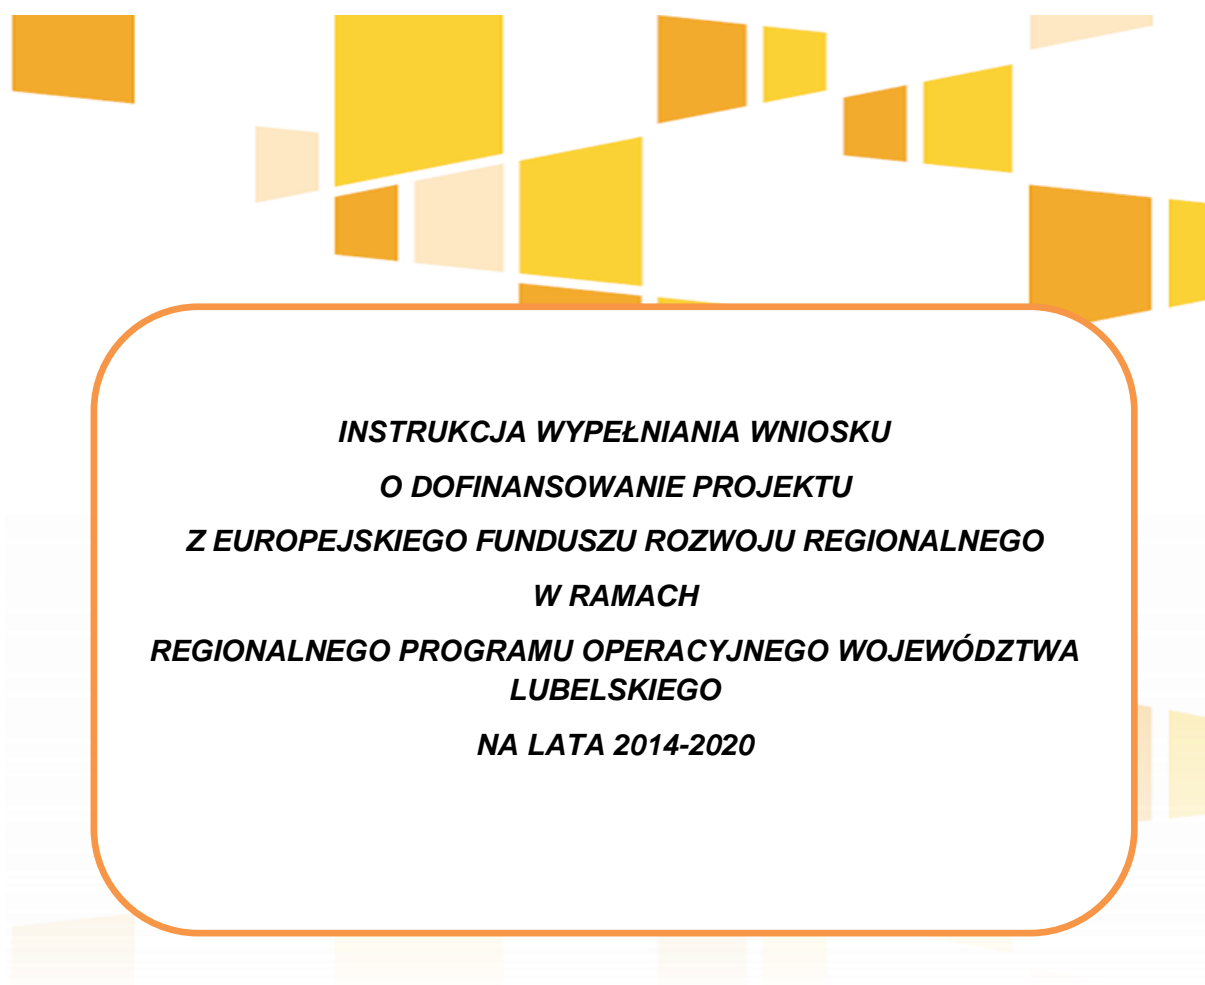 INSTRUKCJA WYPEŁNIANIA WNIOSKU
O DOFINANSOWANIE PROJEKTU
Z EUROPEJSKIEGO FUNDUSZU ROZWOJU REGIONALNEGO
W RAMACH
REGIONALNEGO PROGRAMU OPERACYJNEGO WOJEWÓDZTWA
LUBELSKIEGO
NA LATA 2014-2020